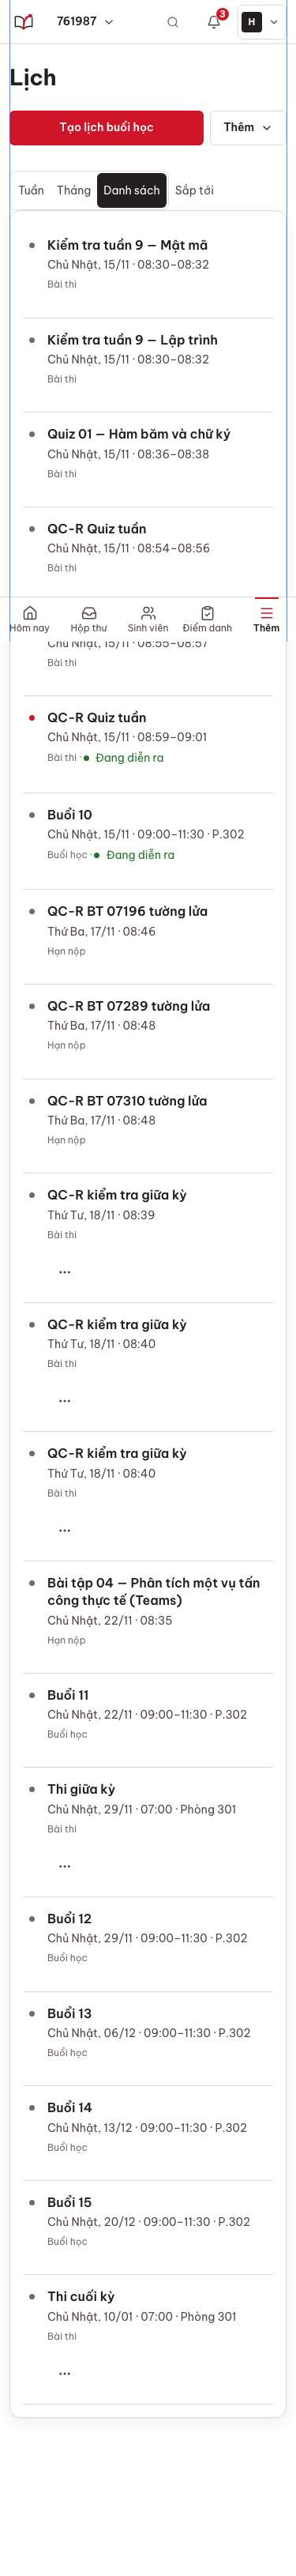 761987
3
H
Lịch
Tạo lịch buổi học
Thêm
Tuần
Tháng
Danh sách
Sắp tới
Kiểm tra tuần 9 — Mật mã
Chủ Nhật, 15/11 · 08:30–08:32
Bài thi
Kiểm tra tuần 9 — Lập trình
Chủ Nhật, 15/11 · 08:30–08:32
Bài thi
Quiz 01 — Hàm băm và chữ ký
Chủ Nhật, 15/11 · 08:36–08:38
Bài thi
QC-R Quiz tuần
Chủ Nhật, 15/11 · 08:54–08:56
Bài thi
Hôm nay
Hộp thư
Sinh viên
Điểm danh
Thêm
Chủ Nhật, 15/11 · 08:55–08:57
Bài thi
QC-R Quiz tuần
Chủ Nhật, 15/11 · 08:59–09:01
Bài thi · Đang diễn ra
Buổi 10
Chủ Nhật, 15/11 · 09:00–11:30 · P.302
Buổi học · Đang diễn ra
QC-R BT 07196 tường lửa
Thứ Ba, 17/11 · 08:46
Hạn nộp
QC-R BT 07289 tường lửa
Thứ Ba, 17/11 · 08:48
Hạn nộp
QC-R BT 07310 tường lửa
Thứ Ba, 17/11 · 08:48
Hạn nộp
QC-R kiểm tra giữa kỳ
Thứ Tư, 18/11 · 08:39
Bài thi
...
QC-R kiểm tra giữa kỳ
Thứ Tư, 18/11 · 08:40
Bài thi
...
QC-R kiểm tra giữa kỳ
Thứ Tư, 18/11 · 08:40
Bài thi
...
Bài tập 04 — Phân tích một vụ tấn
công thực tế (Teams)
Chủ Nhật, 22/11 · 08:35
Hạn nộp
Buổi 11
Chủ Nhật, 22/11 · 09:00–11:30 · P.302
Buổi học
Thi giữa kỳ
Chủ Nhật, 29/11 · 07:00 · Phòng 301
Bài thi
...
Buổi 12
Chủ Nhật, 29/11 · 09:00–11:30 · P.302
Buổi học
Buổi 13
Chủ Nhật, 06/12 · 09:00–11:30 · P.302
Buổi học
Buổi 14
Chủ Nhật, 13/12 · 09:00–11:30 · P.302
Buổi học
Buổi 15
Chủ Nhật, 20/12 · 09:00–11:30 · P.302
Buổi học
Thi cuối kỳ
Chủ Nhật, 10/01 · 07:00 · Phòng 301
Bài thi
...